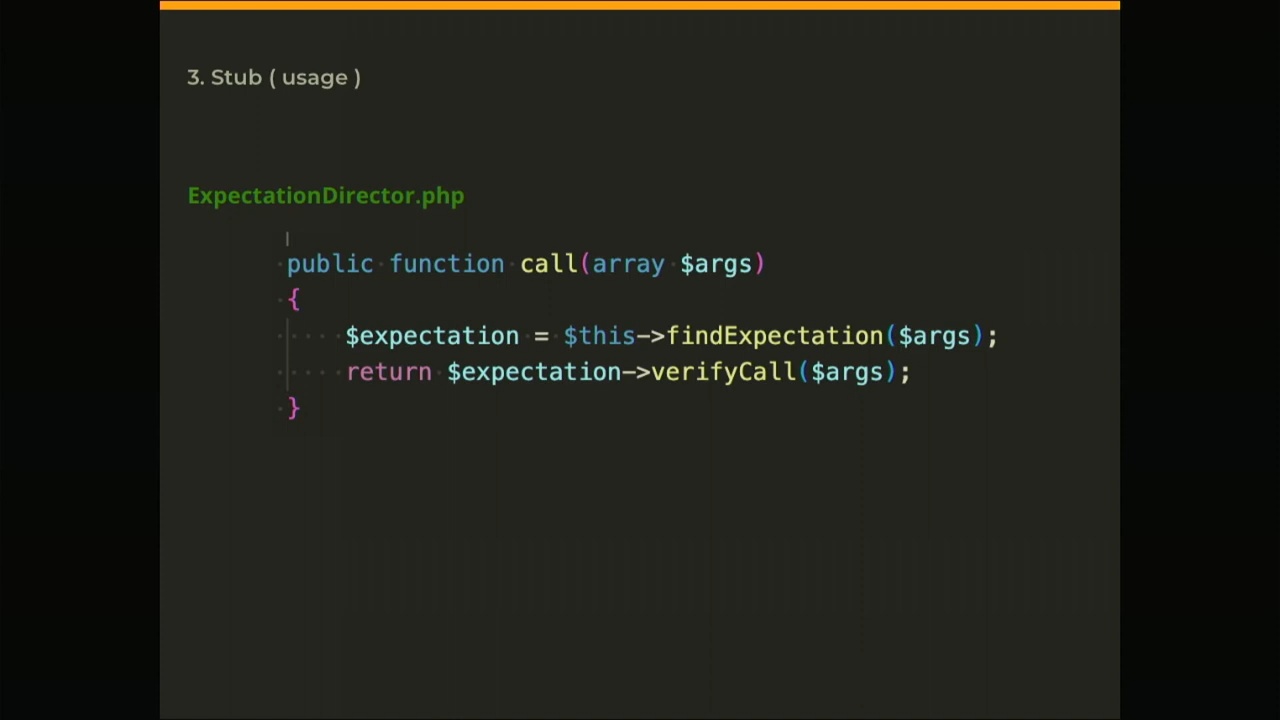 3. Stub ( usage )
ExpectationDirector.php
public function call(array $args)
{
$expectation = $this->findExpectation($args);
return $expectation->verifyCall($args);
}